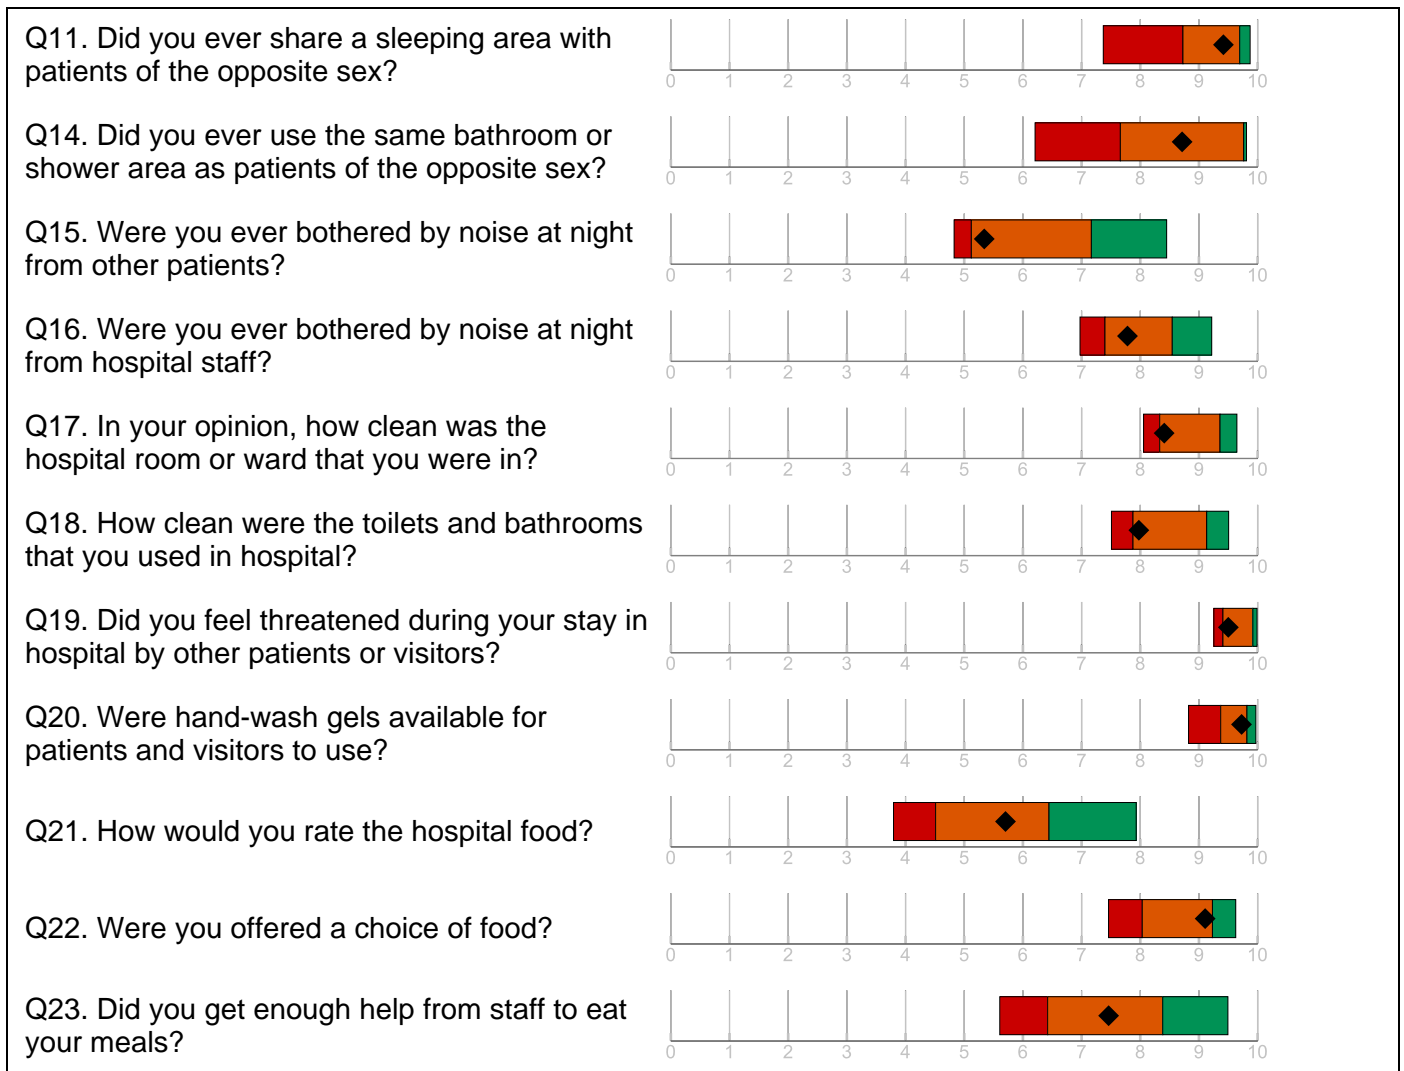 Q11. Did you ever share a sleeping area with
patients of the opposite sex?
0 1 2 3 4 5 6 7 8 9 10
Q14. Did you ever use the same bathroom or
shower area as patients of the opposite sex?
0 1 2 3 4 5 6 7 8 9 10
Q15. Were you ever bothered by noise at night
from other patients?
0 1 2 3 4 5 6 7 8 9 10
Q16. Were you ever bothered by noise at night
from hospital staff?
0 1 2 3 4 5 6 7 8 9 10
Q17. In your opinion, how clean was the
hospital room or ward that you were in?
0 1 2 3 4 5 6 7 8 9 10
Q18. How clean were the toilets and bathrooms
that you used in hospital?
0 1 2 3 4 5 6 7 8 9 10
Q19. Did you feel threatened during your stay in
hospital by other patients or visitors?
0 1 2 3 4 5 6 7 8 9 10
Q20. Were hand-wash gels available for
patients and visitors to use?
0 1 2 3 4 5 6 7 8 9 10
Q21. How would you rate the hospital food?
0 1 2 3 4 5 6 7 8 9 10
Q22. Were you offered a choice of food?
0 1 2 3 4 5 6 7 8 9 10
Q23. Did you get enough help from staff to eat
your meals?
0 1 2 3 4 5 6 7 8 9 10